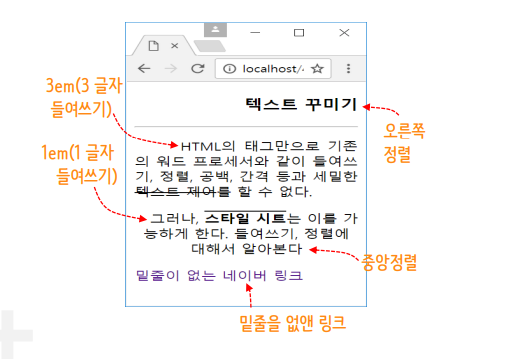 localhost/
텍스트 꾸미기
3em(3 글자
들여쓰기)
오른쪽
정렬
HTML의 태그만으로 기존
의 워드 프로세서와 같이 들여쓰
기, 정렬, 공백, 간격 등과 세밀한
텍스트 제어를 할 수 없다.
1em(1 글자
들여쓰기)
그러나, 스타일 시트는 이를 가
능하게 한다. 들여쓰기, 정렬에
대해서 알아본다
중앙정렬
밑줄이 없는 네이버 링크
밑줄을 없앤 링크